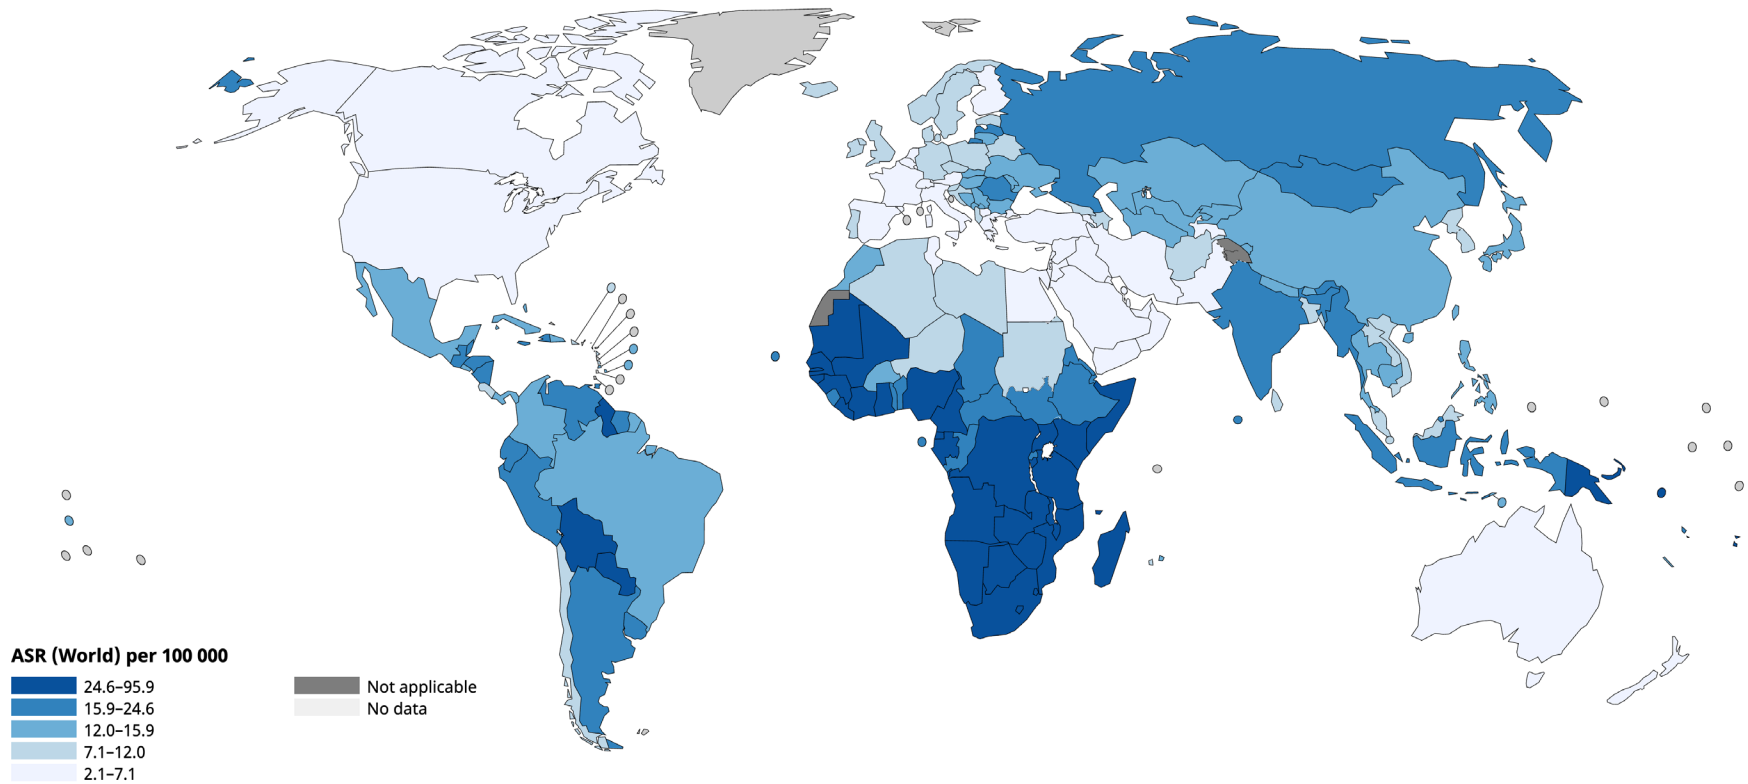 ASR (World) per 100 000
24.6–95.9
15.9–24.6
12.0–15.9
7.1–12.0
2.1–7.1
Not applicable
No data